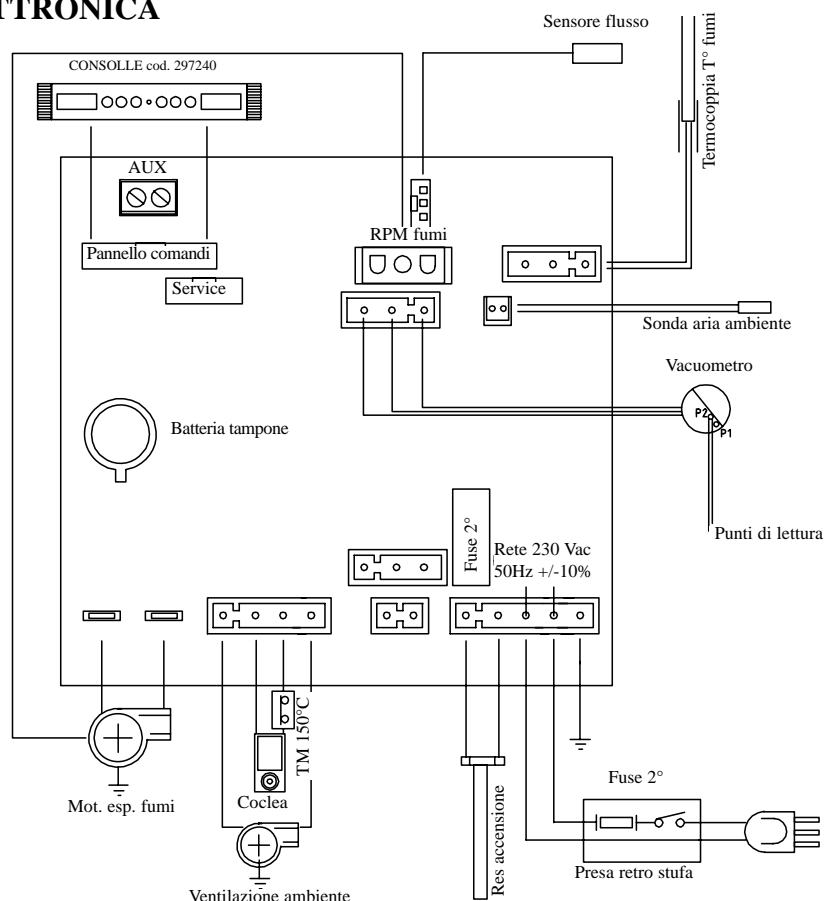 TTRONICA
Sensore flusso
CONSOLLE cod. 297240
Termocoppia T° fumi
AUX
RPM fumi
Pannello comandi
Service
Sonda aria ambiente
Vacuometro
P2
P1
Batteria tampone
Punti di lettura
Fuse 2°
Rete 230 Vac
50Hz +/-10%
TM 150°C
Fuse 2°
Mot. esp. fumi
Coclea
Res accensione
Presa retro stufa
Ventilazione ambiente